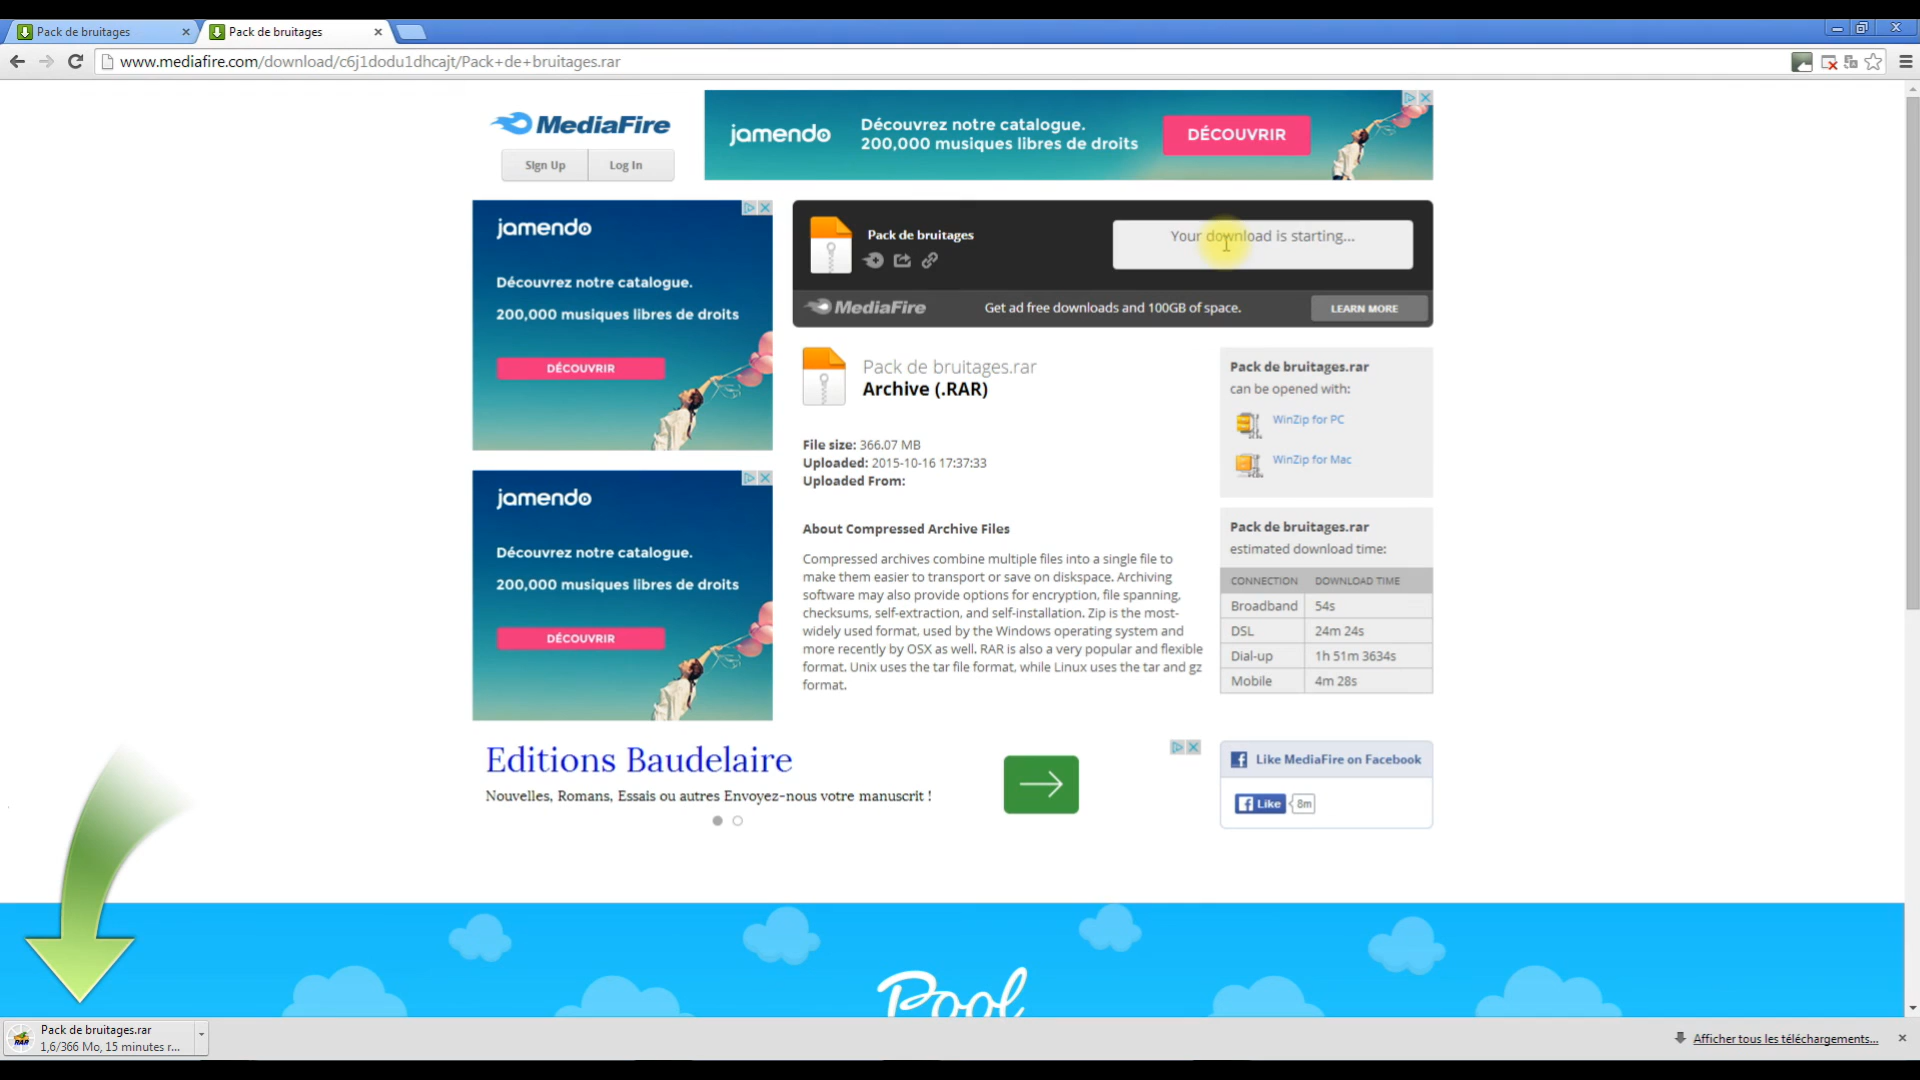 Pack de bruitages
Pack de bruitages
www.mediafire.com/download/c6j1dodu1dhcajt/Pack+de+bruitages.rar
MediaFire
Sign Up
Log In
jamendo
Découvrez notre catalogue.
200,000 musiques libres de droits
DÉCOUVRIR
jamendo
Découvrez notre catalogue.
200,000 musiques libres de droits
DÉCOUVRIR
Pack de bruitages
Your download is starting...
MediaFire
Get ad free downloads and 100GB of space.
LEARN MORE
Pack de bruitages.rar
Archive (.RAR)
File size: 366.07 MB
Uploaded: 2015-10-16 17:37:33
Uploaded From:
About Compressed Archive Files
Compressed archives combine multiple files into a single file to
make them easier to transport or save on diskspace. Archiving
software may also provide options for encryption, file spanning,
checksums, self-extraction, and self-installation. Zip is the most-
widely used format, used by the Windows operating system and
more recently by OSX as well. RAR is also a very popular and flexible
format. Unix uses the tar file format, while Linux uses the tar and gz
format.
Pack de bruitages.rar
can be opened with:
WinZip for PC
WinZip for Mac
Pack de bruitages.rar
estimated download time:
CONNECTION DOWNLOAD TIME
Broadband 54s
DSL 24m 24s
Dial-up 1h 51m 3634s
Mobile 4m 28s
jamendo
Découvrez notre catalogue.
200,000 musiques libres de droits
DÉCOUVRIR
Editions Baudelaire
Nouvelles, Romans, Essais ou autres Envoyez-nous votre manuscrit !
Like MediaFire on Facebook
Like 8m
Pool
RAR
Pack de bruitages.rar
1,6/366 Mo, 15 minutes r...
Afficher tous les téléchargements...